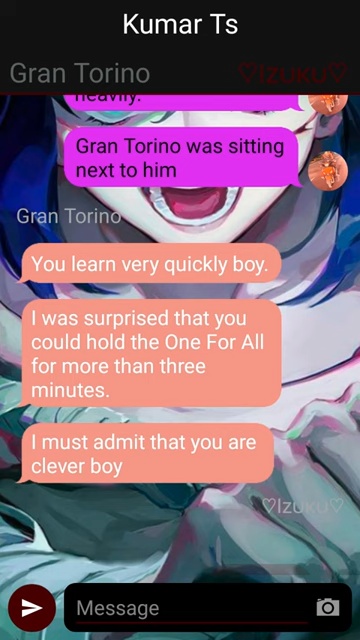 Kumar Ts
Gran Torino ♡Izuku♡
heavily.
Gran Torino was sitting
next to him
Gran Torino
You learn very quickly boy.
I was surprised that you
could hold the One For All
for more than three
minutes.
I must admit that you are
clever boy
♡Izuku♡
Message